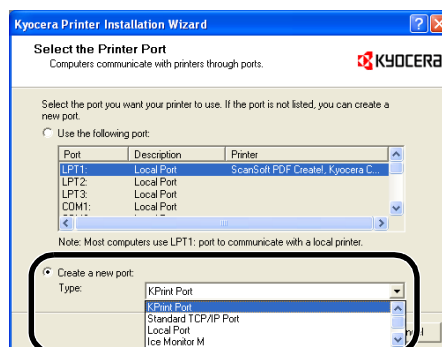 Kyocera Printer Installation Wizard
Select the Printer Port
Computers communicate with printers through ports.
KYOCERA
Select the port you want your printer to use. If the port is not listed, you can create a
new port.
Use the following port:
Port Description Printer
LPT1: Local Port ScanSoft PDF Create!, Kyocera C...
LPT2: Local Port
LPT3: Local Port
COM1: Local Port
Note: Most computers use LPT1: port to communicate with a local printer.
Create a new port:
Type: KPrint Port
KPrint Port
Standard TCP/IP Port
Local Port
Ice Monitor M